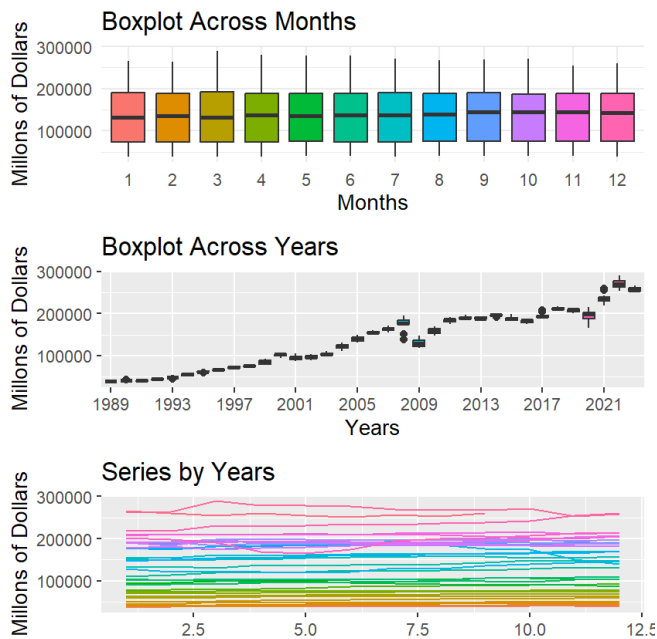 Boxplot Across Months
Millons of Dollars
300000
200000
100000
1 2 3 4 5 6 7 8 9 10 11 12
Months
Boxplot Across Years
Millons of Dollars
300000
200000
100000
1989 1993 1997 2001 2005 2009 2013 2017 2021
Years
Series by Years
Millons of Dollars
300000
200000
100000
2.5 5.0 7.5 10.0 12.5